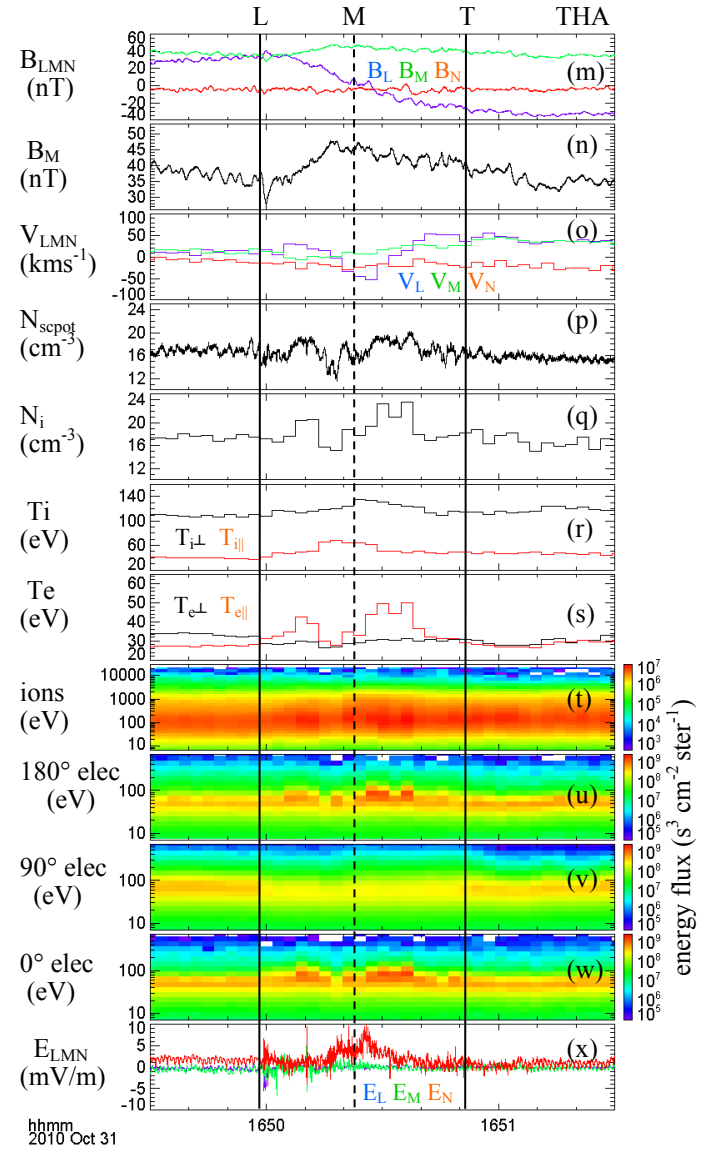 L M T THA
B_LMN (nT) 60 40 20 0 -20 -40 B_L B_M B_N (m)
B_M (nT) 45 40 35 30 (n)
V_LMN (kms⁻¹) 100 50 0 -50 -100 V_L V_M V_N (o)
N_scpot (cm⁻³) 24 20 16 12 (p)
N_i (cm⁻³) 24 20 16 12 (q)
Ti (eV) 140 100 60 20 T_i⊥ T_i|| (r)
Te (eV) 60 50 40 30 20 T_e⊥ T_e|| (s)
ions (eV) 10000 1000 100 10 (t) 10⁷ 10⁶ 10⁵ 10⁴ 10³
180° elec (eV) 100 10 (u) 10⁹ 10⁸ 10⁷ 10⁶ 10⁵
90° elec (eV) 100 10 (v) 10⁹ 10⁸ 10⁷ 10⁶ 10⁵
0° elec (eV) 100 10 (w) 10⁹ 10⁸ 10⁷ 10⁶ 10⁵
energy flux (s³ cm⁻² ster⁻¹)
E_LMN (mV/m) 10 5 0 -5 -10 E_L E_M E_N (x)
hhmm 1650 1651
2010 Oct 31